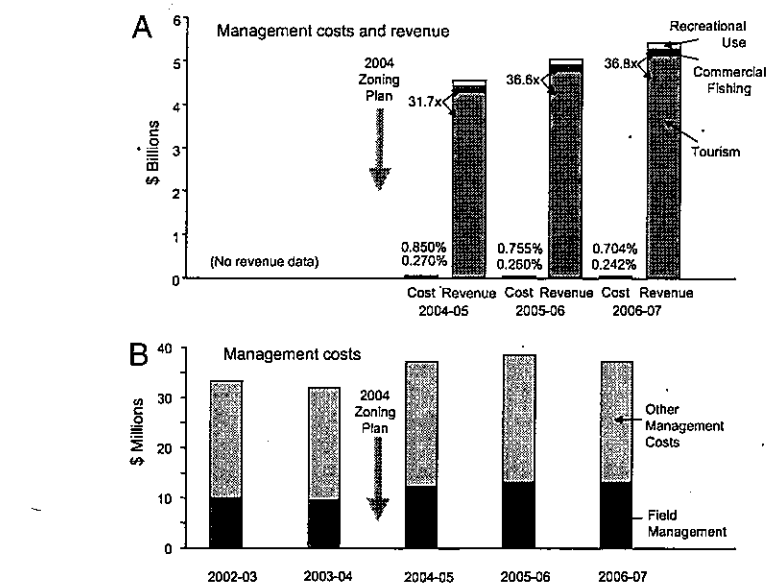 A
Management costs and revenue
$ Billions
6
5
4
3
2
1
0
2004
Zoning
Plan
(No revenue data)
31.7x
36.6x
36.8x
Recreational
Use
Commercial
Fishing
Tourism
0.850%
0.270%
0.755%
0.260%
0.704%
0.242%
Cost Revenue Cost Revenue Cost Revenue
2004-05 2005-06 2006-07
B
Management costs
$ Millions
40
30
20
10
0
2004
Zoning
Plan
Other
Management
Costs
Field
Management
2002-03 2003-04 2004-05 2005-06 2006-07